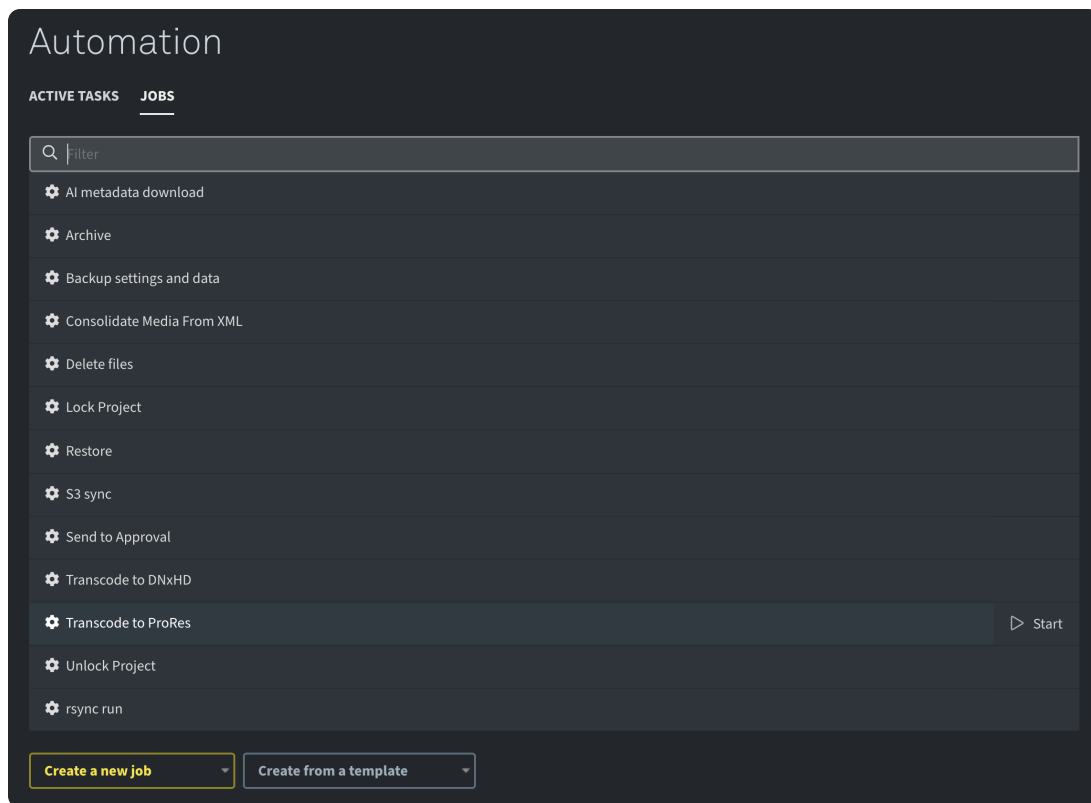 Automation
ACTIVE TASKS JOBS
Filter
AI metadata download
Archive
Backup settings and data
Consolidate Media From XML
Delete files
Lock Project
Restore
S3 sync
Send to Approval
Transcode to DNxHD
Transcode to ProRes Start
Unlock Project
rsync run
Create a new job Create from a template